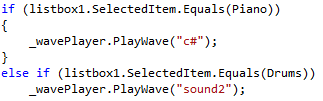 if (listbox1.SelectedItem.Equals(Piano))
{
    _wavePlayer.PlayWave("c#");
}
else if (listbox1.SelectedItem.Equals(Drums))
    _wavePlayer.PlayWave("sound2");